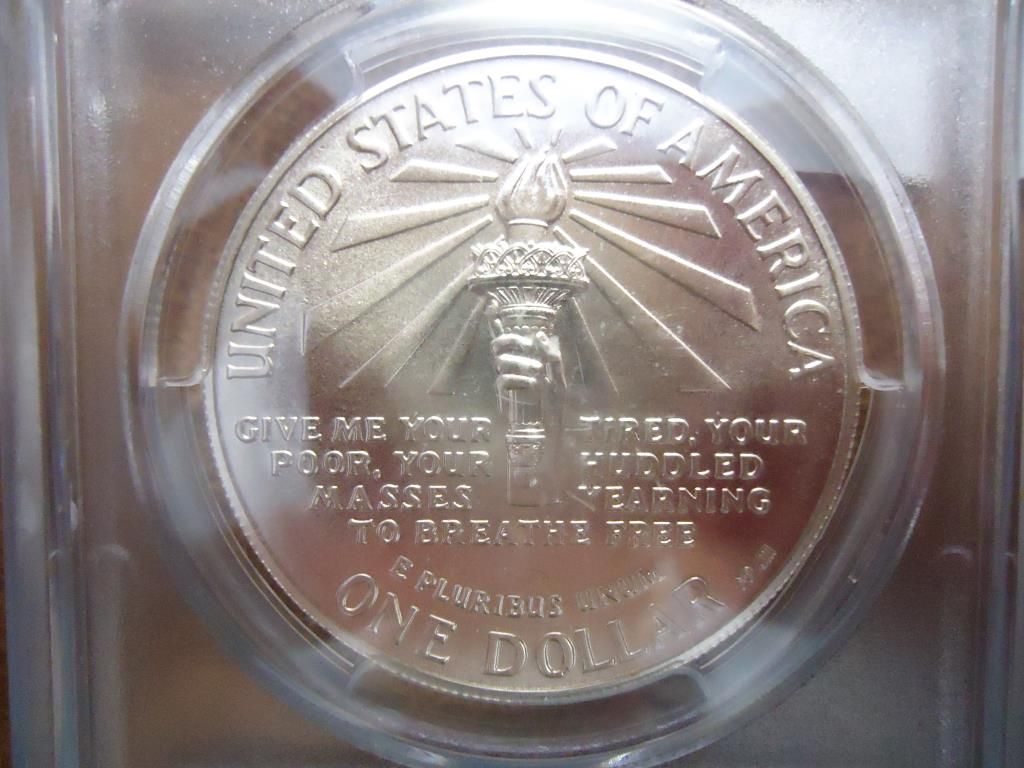 UNITED STATES OF AMERICA
GIVE ME YOUR TIRED, YOUR
POOR, YOUR HUDDLED
MASSES YEARNING
TO BREATHE FREE
E PLURIBUS UNUM
ONE DOLLAR